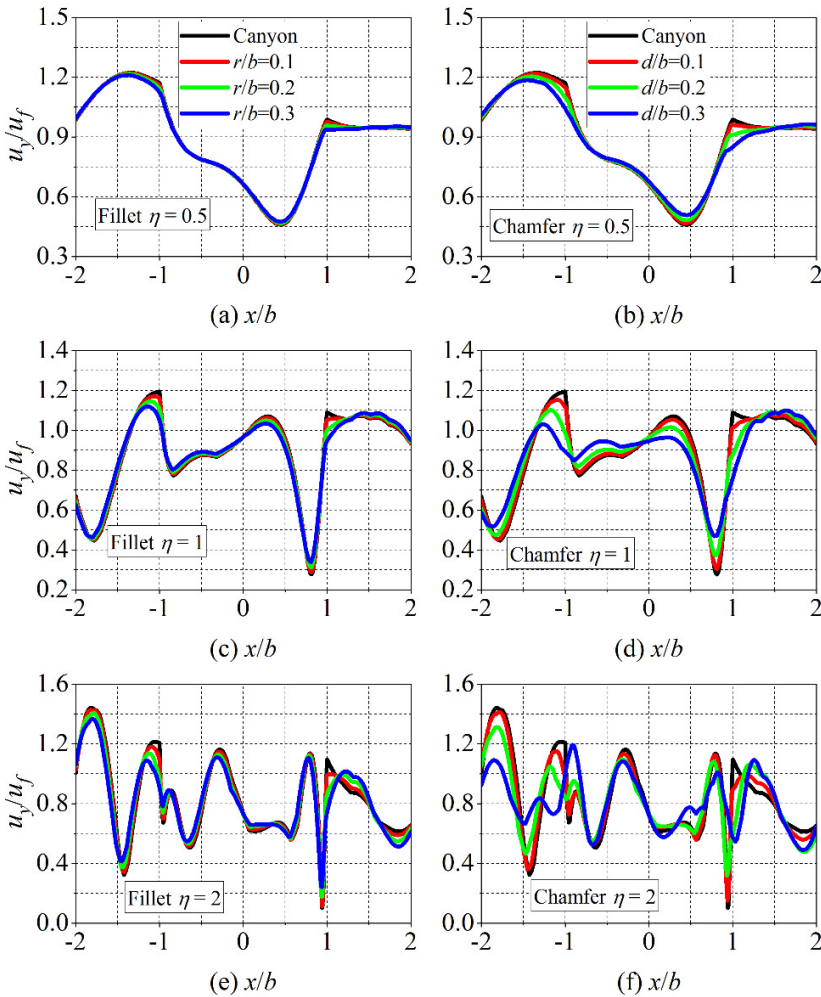 1.5
1.2
0.9
0.6
0.3
u_y/u_f
Canyon
r/b=0.1
r/b=0.2
r/b=0.3
Fillet η = 0.5
-2 -1 0 1 2
(a) x/b
1.5
1.2
0.9
0.6
0.3
u_y/u_f
Canyon
d/b=0.1
d/b=0.2
d/b=0.3
Chamfer η = 0.5
-2 -1 0 1 2
(b) x/b
1.4
1.2
1.0
0.8
0.6
0.4
0.2
u_y/u_f
Fillet η = 1
-2 -1 0 1 2
(c) x/b
1.4
1.2
1.0
0.8
0.6
0.4
0.2
u_y/u_f
Chamfer η = 1
-2 -1 0 1 2
(d) x/b
1.6
1.2
0.8
0.4
0.0
u_y/u_f
Fillet η = 2
-2 -1 0 1 2
(e) x/b
1.6
1.2
0.8
0.4
0.0
u_y/u_f
Chamfer η = 2
-2 -1 0 1 2
(f) x/b